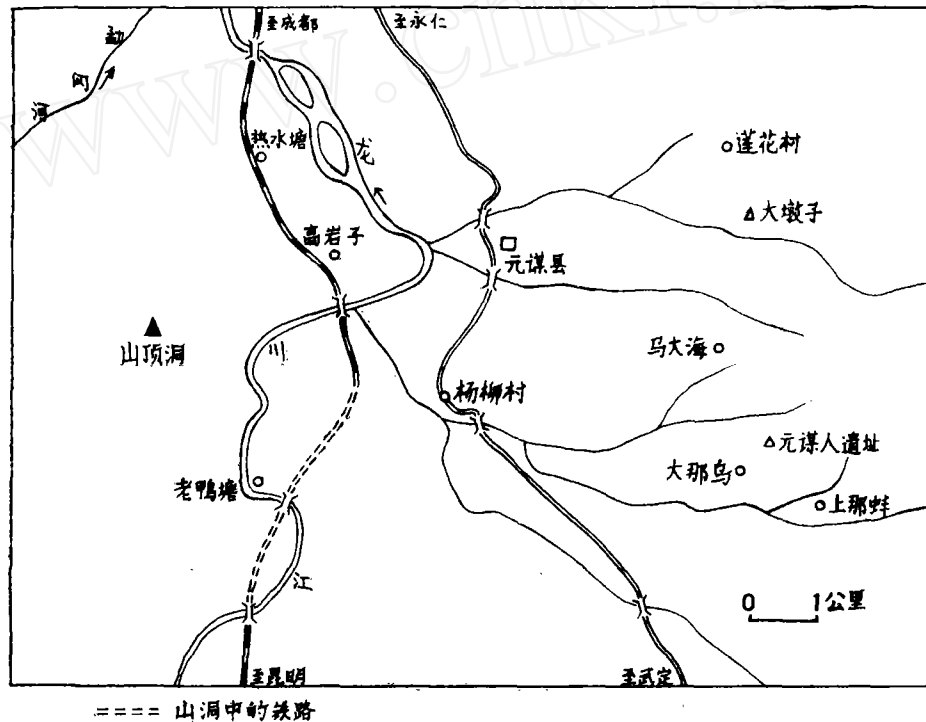 www.cnki.
至成都
至永仁
勐
冈
河
热水塘
龙
莲花村
大墩子
高岩子
元谋县
山顶洞
川
马大海
杨柳村
元谋人遗址
大那乌
老鸭塘
上那蚌
江
0 1公里
至昆明
至武定
==== 山洞中的铁路